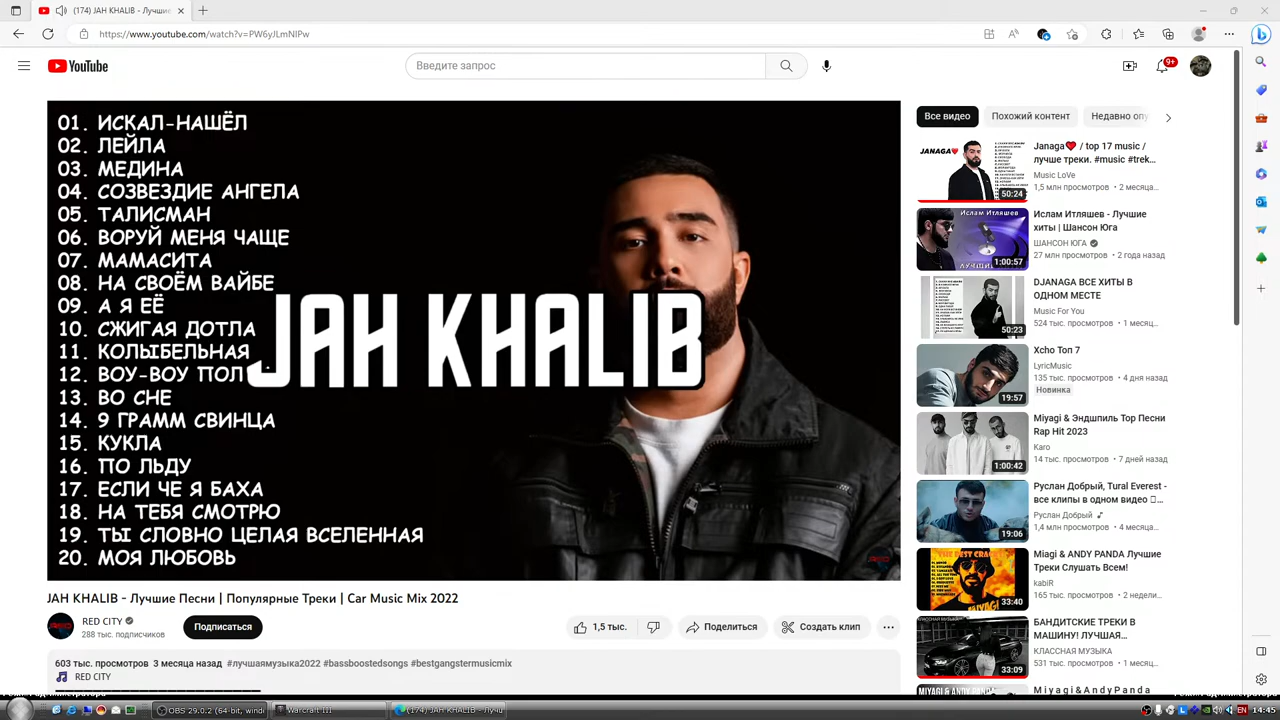 (174) JAH KHALIB - Лучши
https://www.youtube.com/watch?v=PW6yJLmNIPw
YouTube
Введите запрос
9+
01. ИСКАЛ-НАШЁЛ
02. ЛЕЙЛА
03. МЕДИНА
04. СОЗВЕЗДИЕ АНГЕЛА
05. ТАЛИСМАН
06. ВОРУЙ МЕНЯ ЧАЩЕ
07. МАМАСИТА
08. НА СВОЁМ ВАЙБЕ
09. А Я ЕЁ
10. СЖИГАЯ ДОТЛА
11. КОЛЫБЕЛЬНАЯ
12. ВОУ-ВОУ ПОЛ
13. ВО СНЕ
14. 9 ГРАММ СВИНЦА
15. КУКЛА
16. ПО ЛЬДУ
17. ЕСЛИ ЧЕ Я БАХА
18. НА ТЕБЯ СМОТРЮ
19. ТЫ СЛОВНО ЦЕЛАЯ ВСЕЛЕННАЯ
20. МОЯ ЛЮБОВЬ
JAH KHALIB
JAH KHALIB - Лучшие Песни | Популярные Треки | Car Music Mix 2022
RED CITY
288 тыс. подписчиков
Подписаться
1,5 тыс.
Поделиться
Создать клип
603 тыс. просмотров 3 месяца назад #лучшаямузыка2022 #bassboostedsongs #bestgangstermusicmix
RED CITY
Все видео
Похожий контент
Недавно опу
JANAGA
50:24
Janaga❤️ / top 17 music /
лучше треки. #music #trek...
Music LoVe
1,5 млн просмотров • 2 месяца...
Ислам Итляшев
1:00:57
Ислам Итляшев - Лучшие
хиты | Шансон Юга
ШАНСОН ЮГА
27 млн просмотров • 2 года назад
50:23
DJANAGA ВСЕ ХИТЫ В
ОДНОМ МЕСТЕ
Music For You
524 тыс. просмотров • 1 месяц...
19:57
Xcho Топ 7
LyricMusic
135 тыс. просмотров • 4 дня назад
Новинка
1:00:42
Miyagi & Эндшпиль Top Песни
Rap Hit 2023
Karo
14 тыс. просмотров • 7 дней назад
19:06
Руслан Добрый, Tural Everest -
все клипы в одном видео
Руслан Добрый
1,4 млн просмотров • 4 месяца...
MIYAGI
33:40
Miagi & ANDY PANDA Лучшие
Треки Слушать Всем!
kabiR
165 тыс. просмотров • 2 недели...
КЛАССНАЯ МУЗЫКА
33:09
БАНДИТСКИЕ ТРЕКИ В
МАШИНУ! ЛУЧШАЯ...
КЛАССНАЯ МУЗЫКА
531 тыс. просмотров • 1 месяц...
MIYAGI & ANDY PANDA
Miyagi&AndyPanda
OBS 29.0.2 (64-bit, windo
Warcraft III
(174) JAH KHALIB - Лучш
EN
14:45